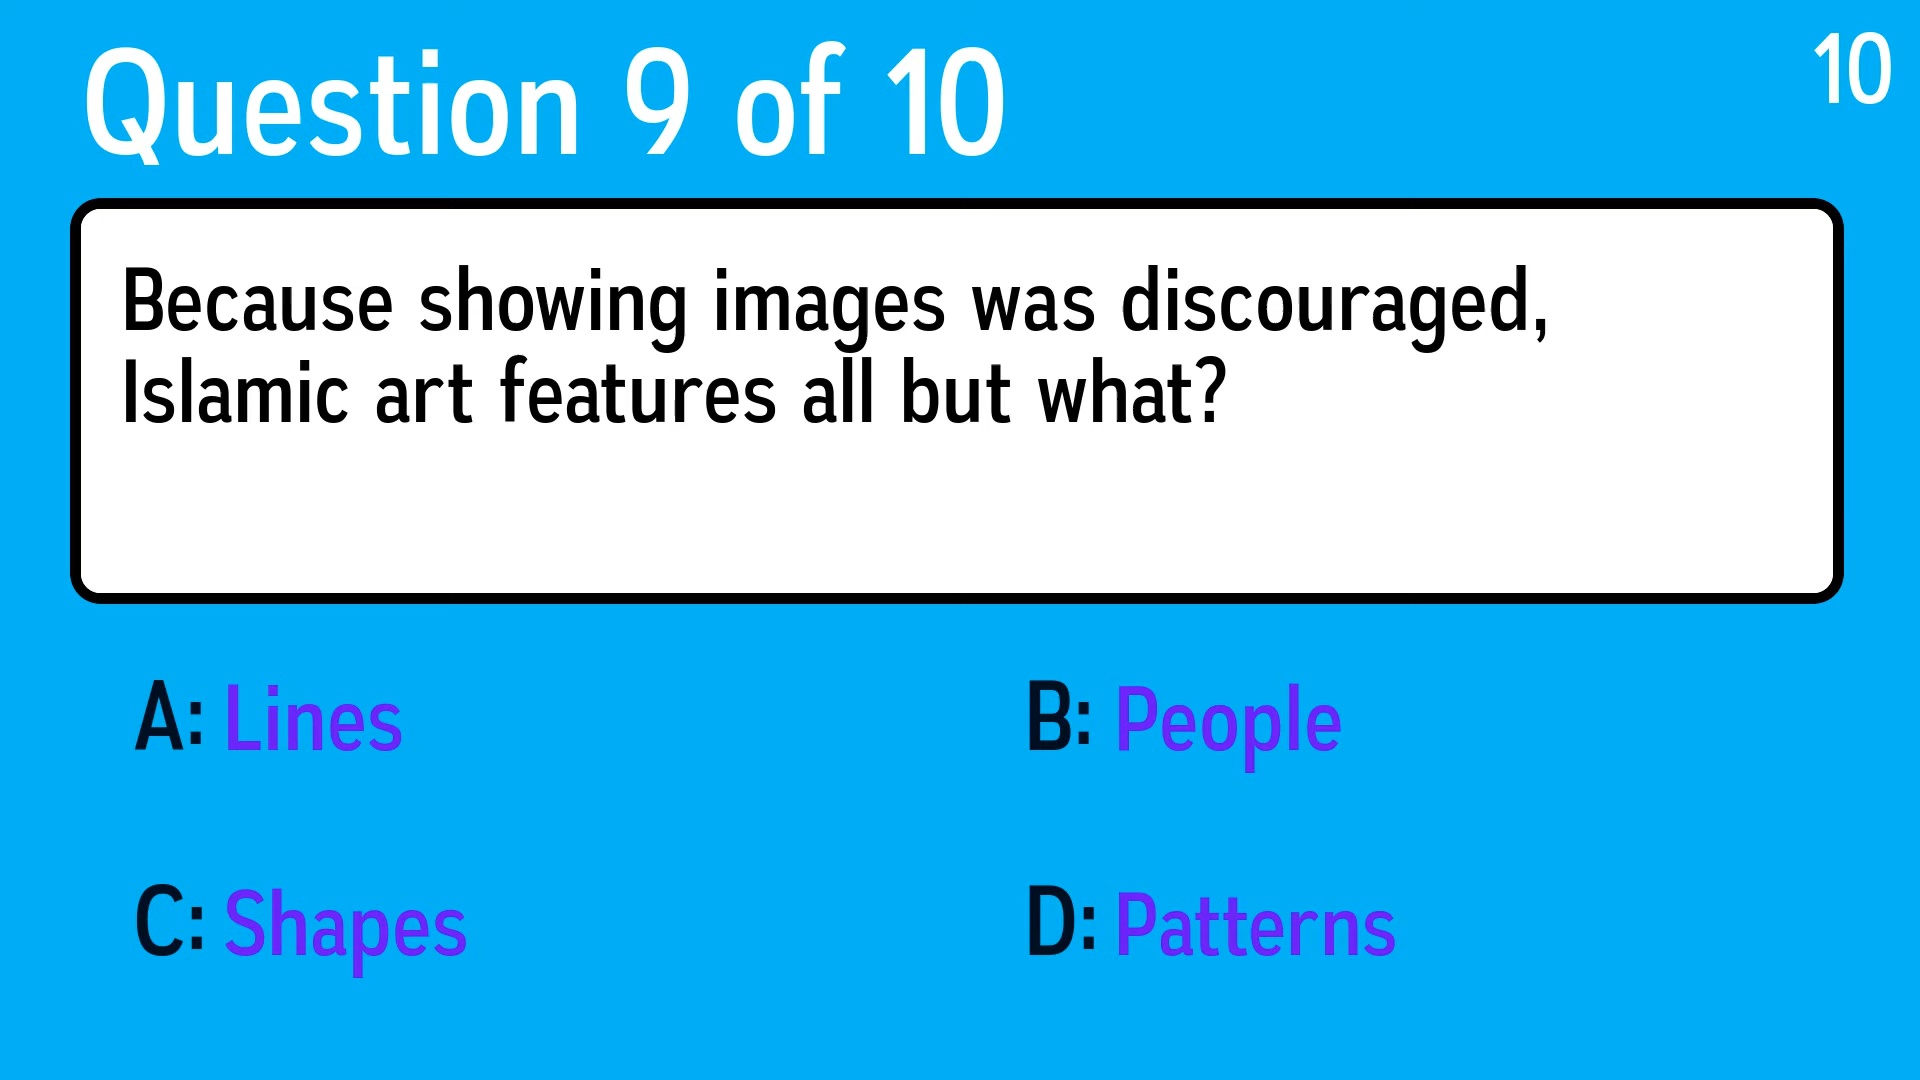 Question 9 of 10
10
Because showing images was discouraged,
Islamic art features all but what?
A: Lines
B: People
C: Shapes
D: Patterns